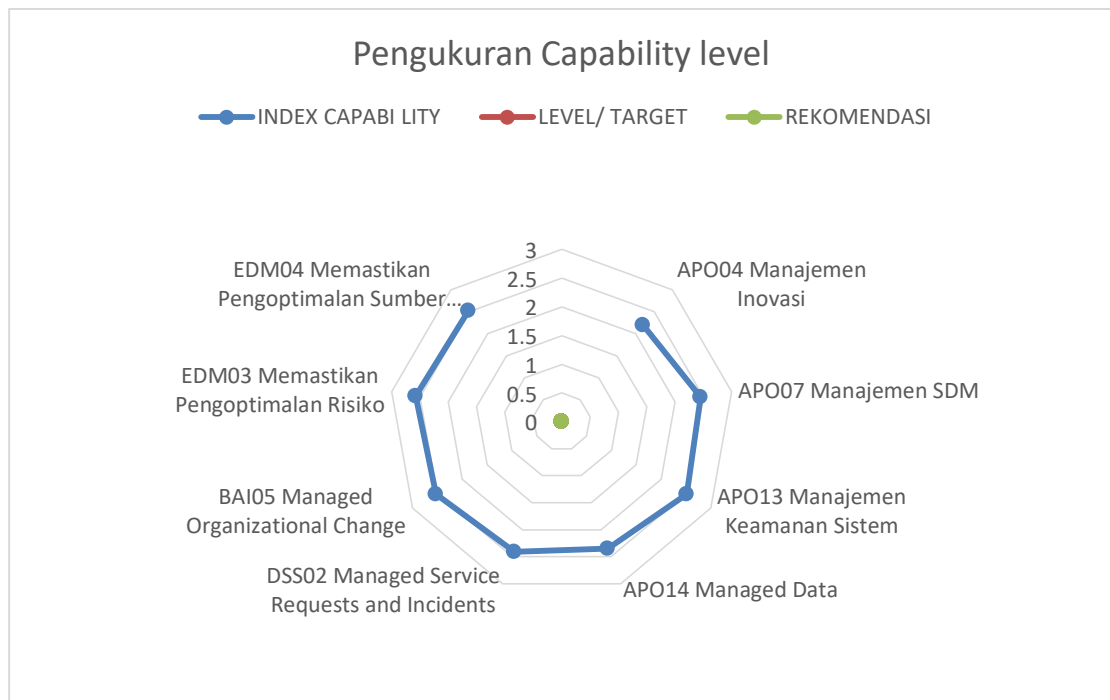 Pengukuran Capability level
INDEX CAPABI LITY
LEVEL/ TARGET
REKOMENDASI
3
2.5
2
1.5
1
0.5
0
APO04 Manajemen
Inovasi
APO07 Manajemen SDM
APO13 Manajemen
Keamanan Sistem
APO14 Managed Data
DSS02 Managed Service
Requests and Incidents
BAI05 Managed
Organizational Change
EDM03 Memastikan
Pengoptimalan Risiko
EDM04 Memastikan
Pengoptimalan Sumber…